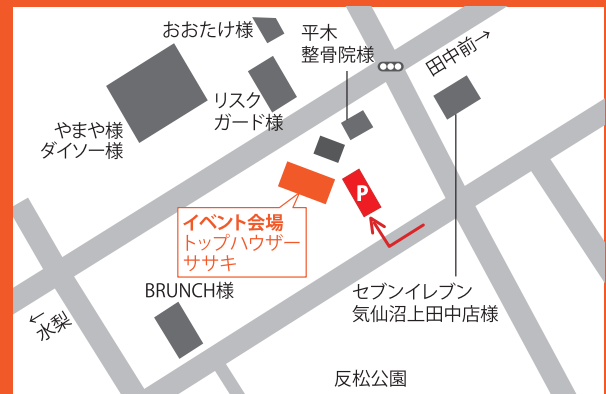 おおたけ様
平木
整骨院様
田中前→
リスク
ガード様
やまや様
ダイソー様
P
イベント会場
トップハウザー
ササキ
BRUNCH様
セブンイレブン
気仙沼上田中店様
←
水梨
反松公園